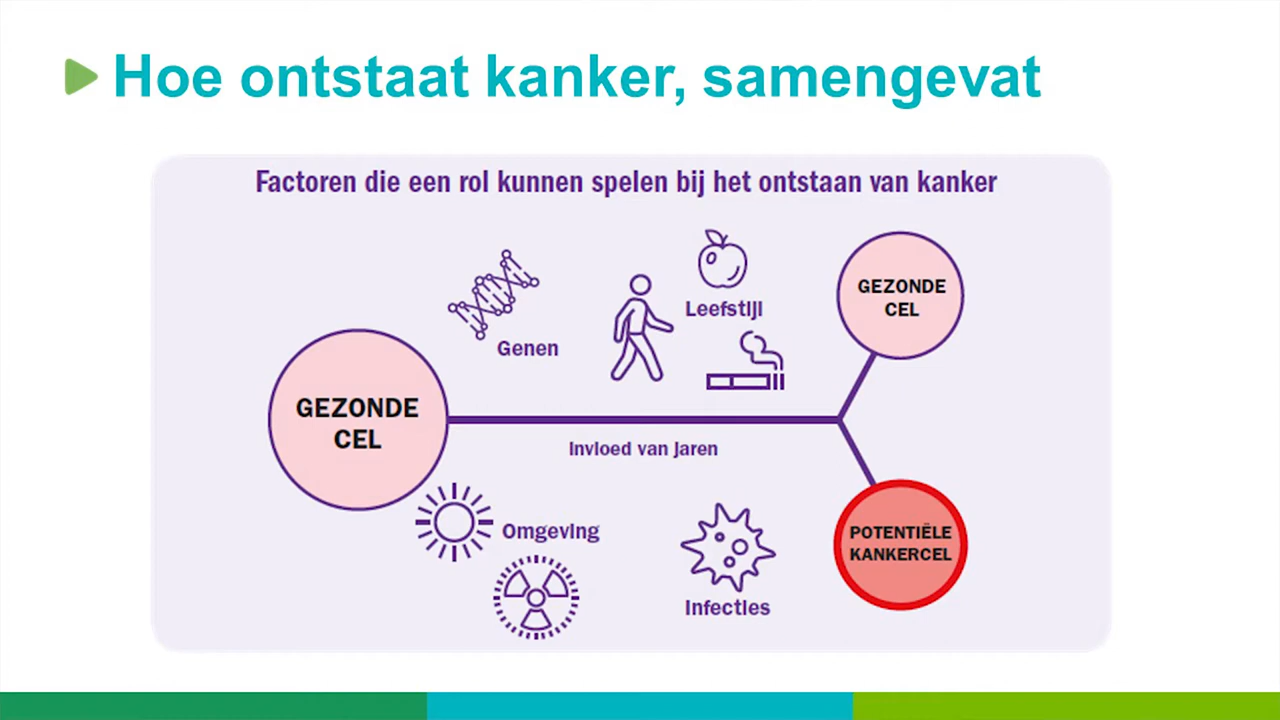 Hoe ontstaat kanker, samengevat
Factoren die een rol kunnen spelen bij het ontstaan van kanker
Genen
Leefstijl
GEZONDE
CEL
GEZONDE
CEL
Invloed van jaren
Omgeving
Infecties
POTENTIËLE
KANKERCEL